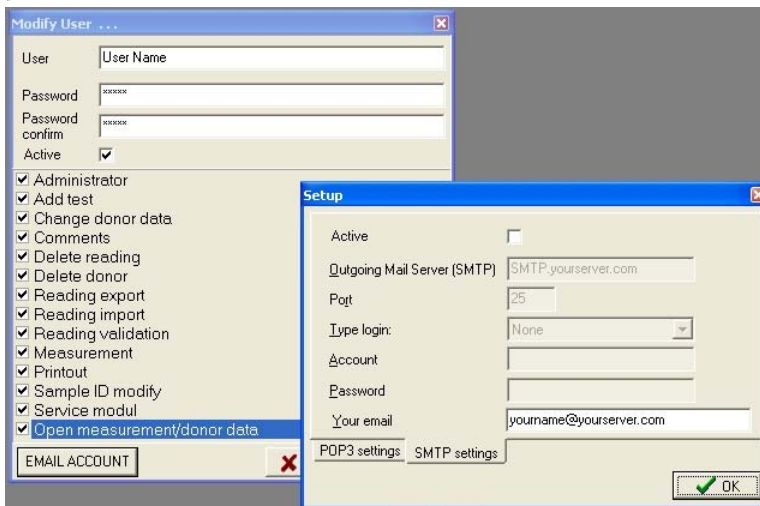 Modify User ...
User
User Name
Password
*****
Password
confirm
*****
Active
Administrator
Add test
Change donor data
Comments
Delete reading
Delete donor
Reading export
Reading import
Reading validation
Measurement
Printout
Sample ID modify
Service modul
Open measurement/donor data
EMAIL ACCOUNT
Setup
Active
Outgoing Mail Server (SMTP)
SMTP.yourserver.com
Port
25
Type login:
None
Account
Password
Your email
yourname@yourserver.com
POP3 settings
SMTP settings
OK